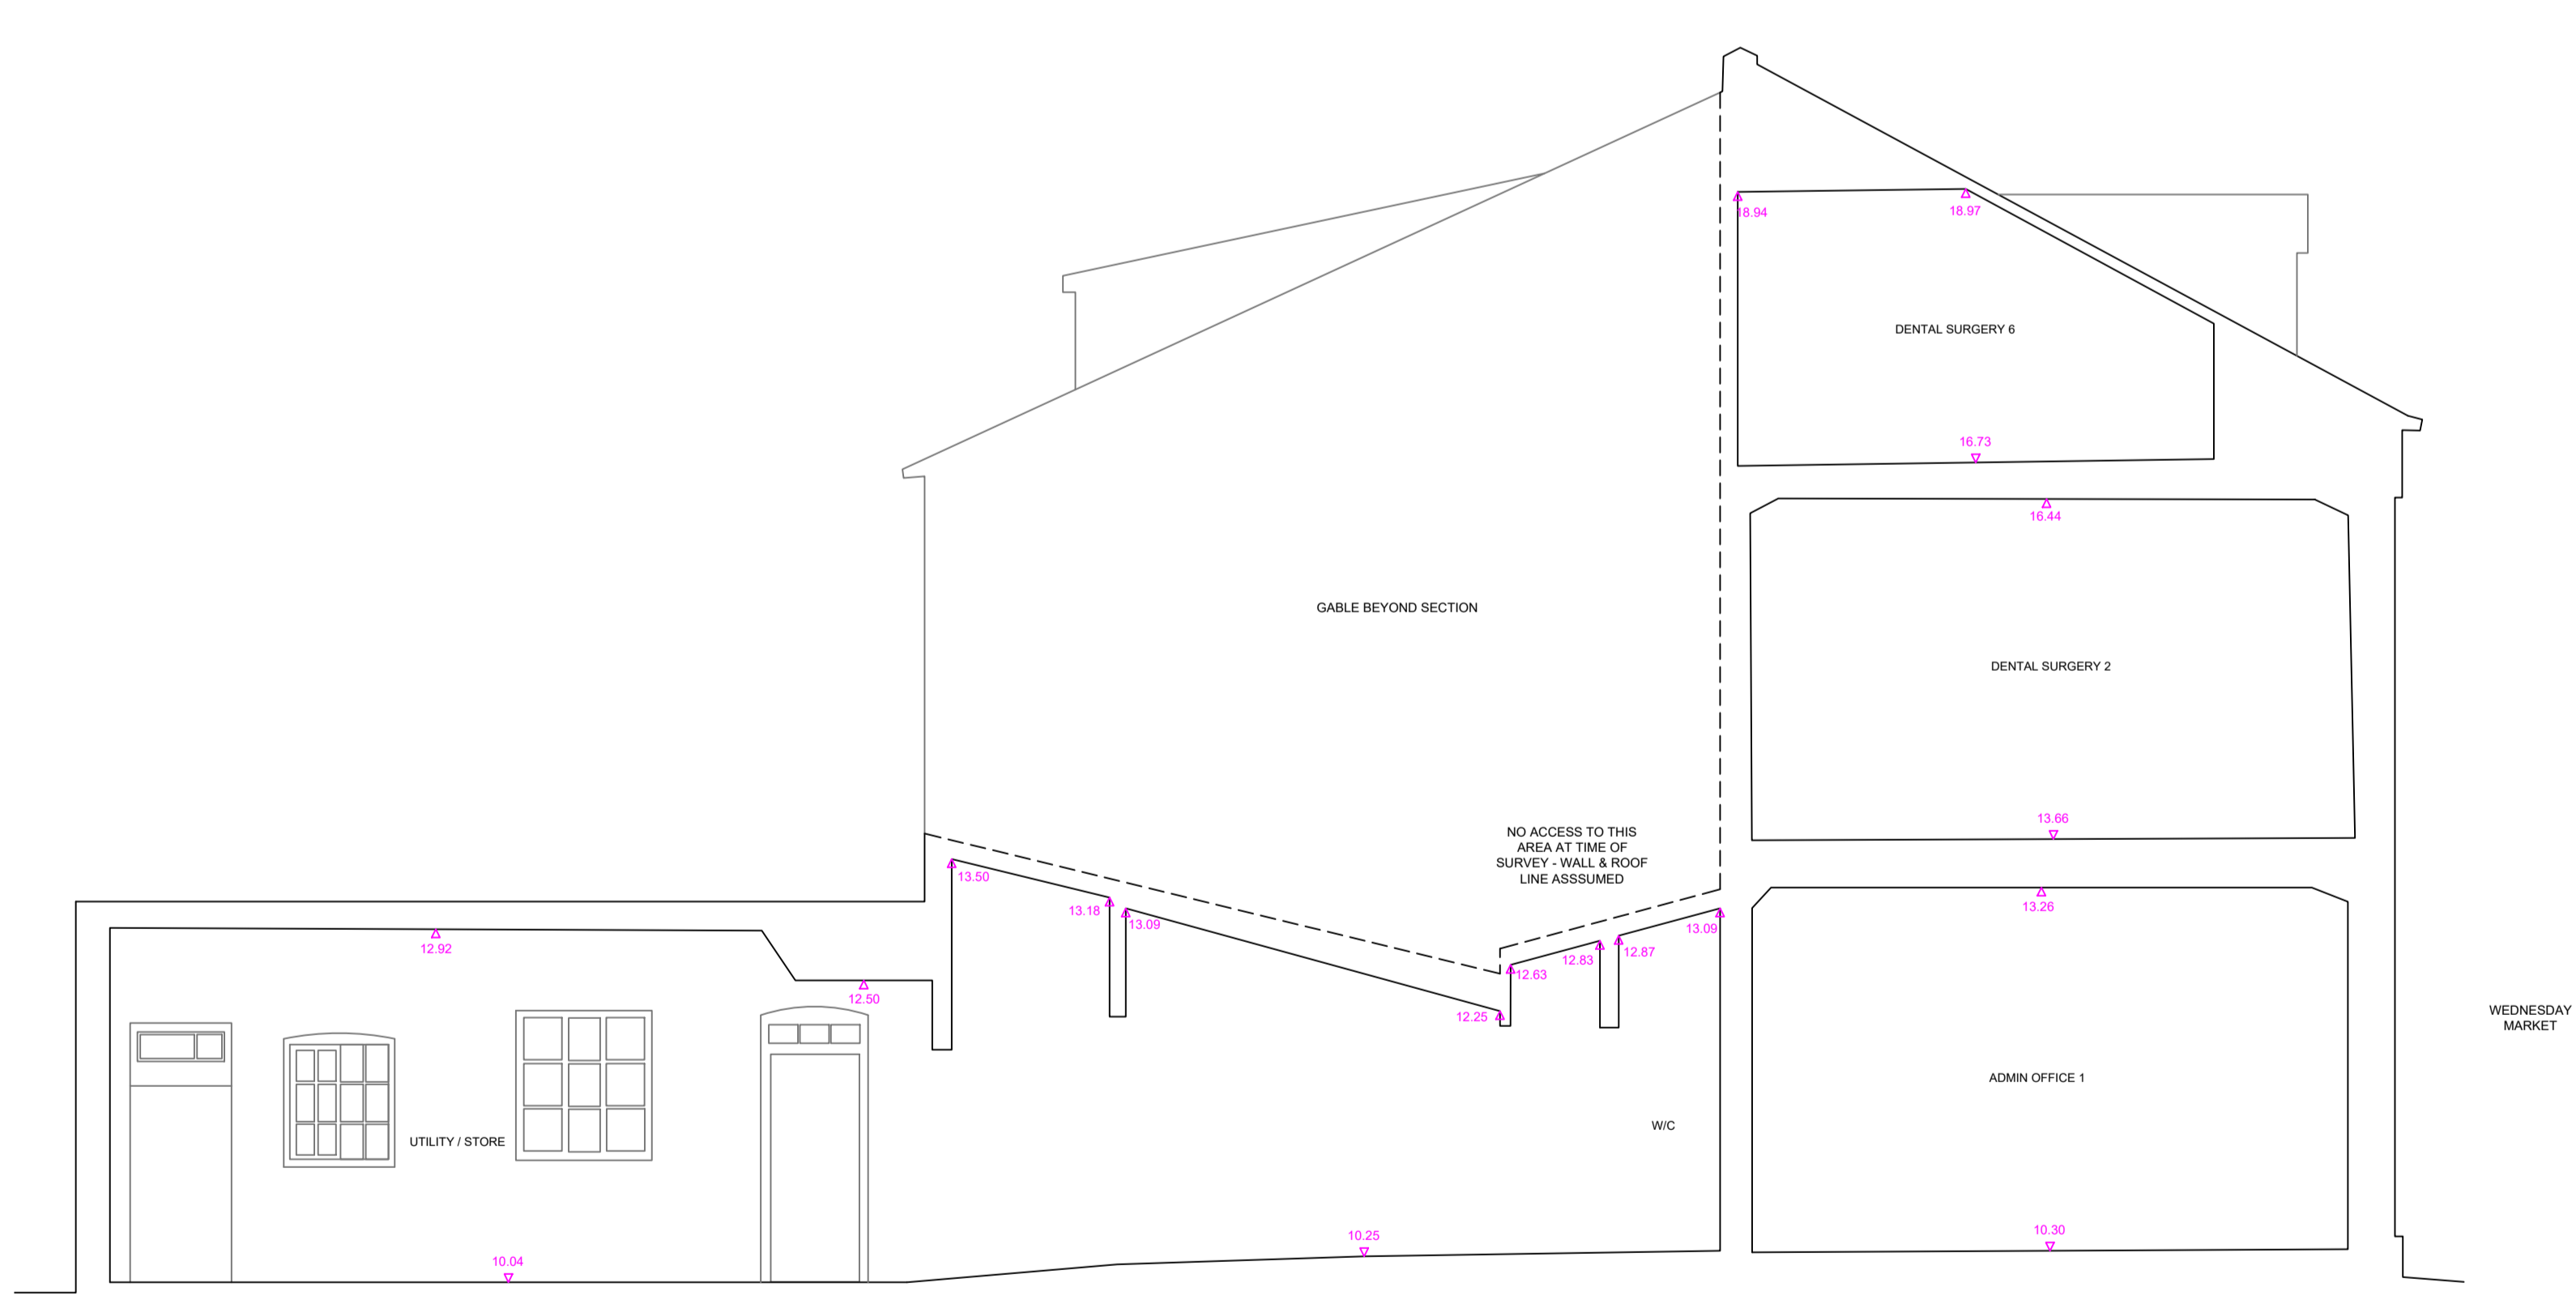 18.94
18.97
DENTAL SURGERY 6
16.73
16.44
GABLE BEYOND SECTION
DENTAL SURGERY 2
13.66
NO ACCESS TO THIS
AREA AT TIME OF
SURVEY - WALL & ROOF
LINE ASSSUMED
13.50
13.18
13.09
13.09
13.26
12.92
12.83
12.87
12.63
12.50
12.25
WEDNESDAY
MARKET
ADMIN OFFICE 1
W/C
UTILITY / STORE
10.30
10.25
10.04